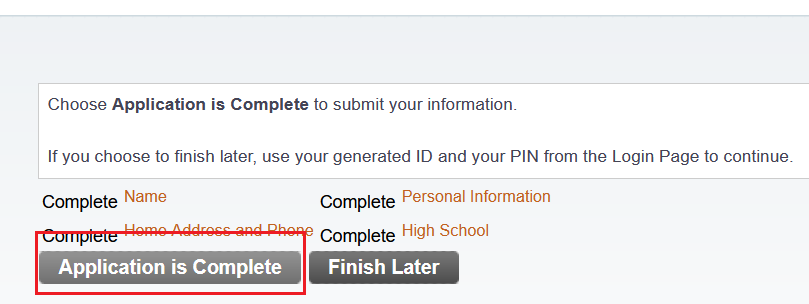 Choose Application is Complete to submit your information.
If you choose to finish later, use your generated ID and your PIN from the Login Page to continue.
Complete Name Complete Personal Information
Complete Home Address and Phone Complete High School
Application is Complete Finish Later